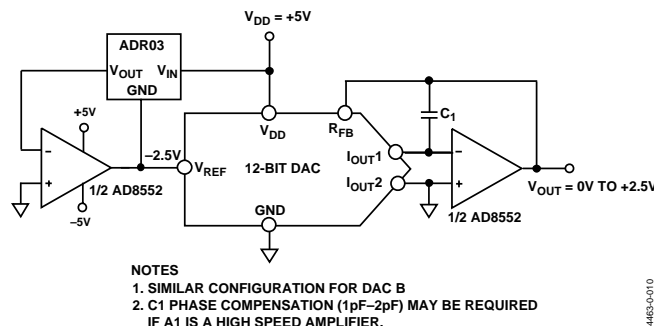 V_DD = +5V
ADR03
V_OUT V_IN
GND
+5V
–2.5V
–
+
1/2 AD8552
–5V
V_DD
R_FB
V_REF
12-BIT DAC
I_OUT1
I_OUT2
GND
C_1
–
+
1/2 AD8552
V_OUT = 0V TO +2.5V
NOTES
1. SIMILAR CONFIGURATION FOR DAC B
2. C1 PHASE COMPENSATION (1pF–2pF) MAY BE REQUIRED
IF A1 IS A HIGH SPEED AMPLIFIER.
4463-0-010